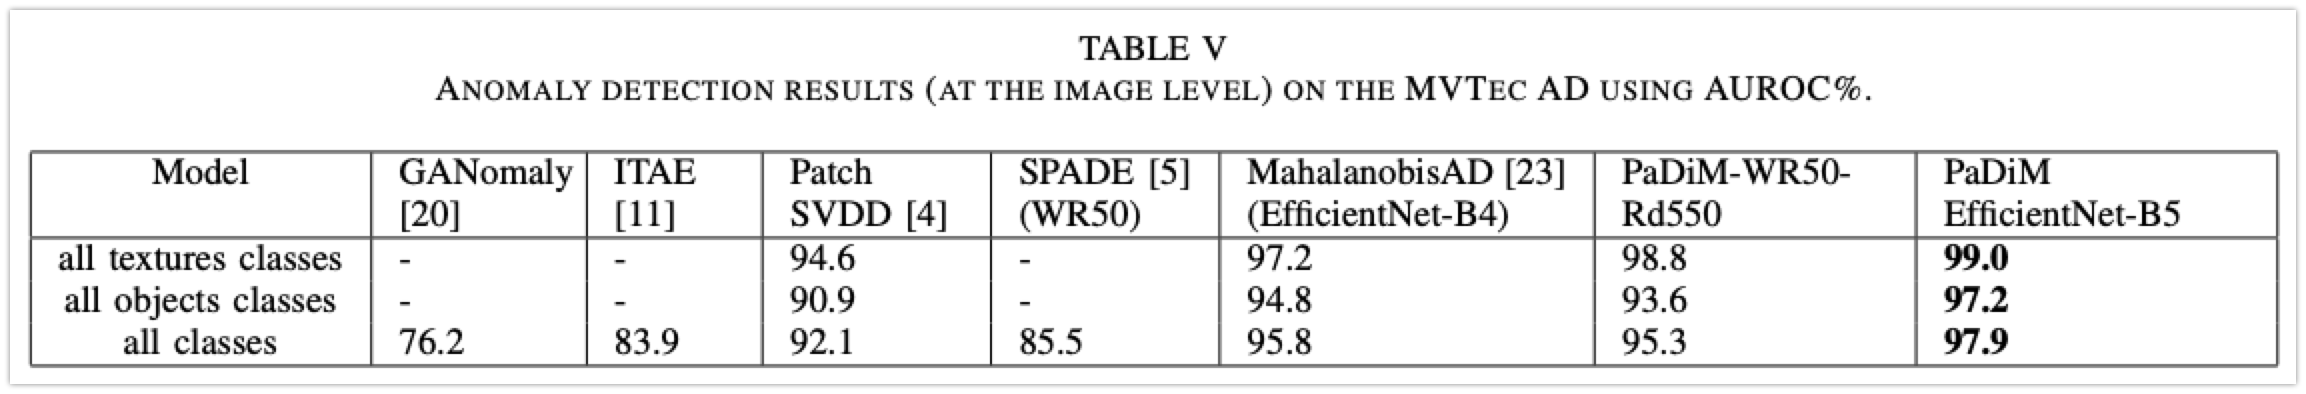 TABLE V
ANOMALY DETECTION RESULTS (AT THE IMAGE LEVEL) ON THE MVTEC AD USING AUROC%.
Model GANomaly [20] ITAE [11] Patch SVDD [4] SPADE [5] (WR50) MahalanobisAD [23] (EfficientNet-B4) PaDiM-WR50-Rd550 PaDiM EfficientNet-B5
all textures classes - - 94.6 - 97.2 98.8 99.0
all objects classes - - 90.9 - 94.8 93.6 97.2
all classes 76.2 83.9 92.1 85.5 95.8 95.3 97.9